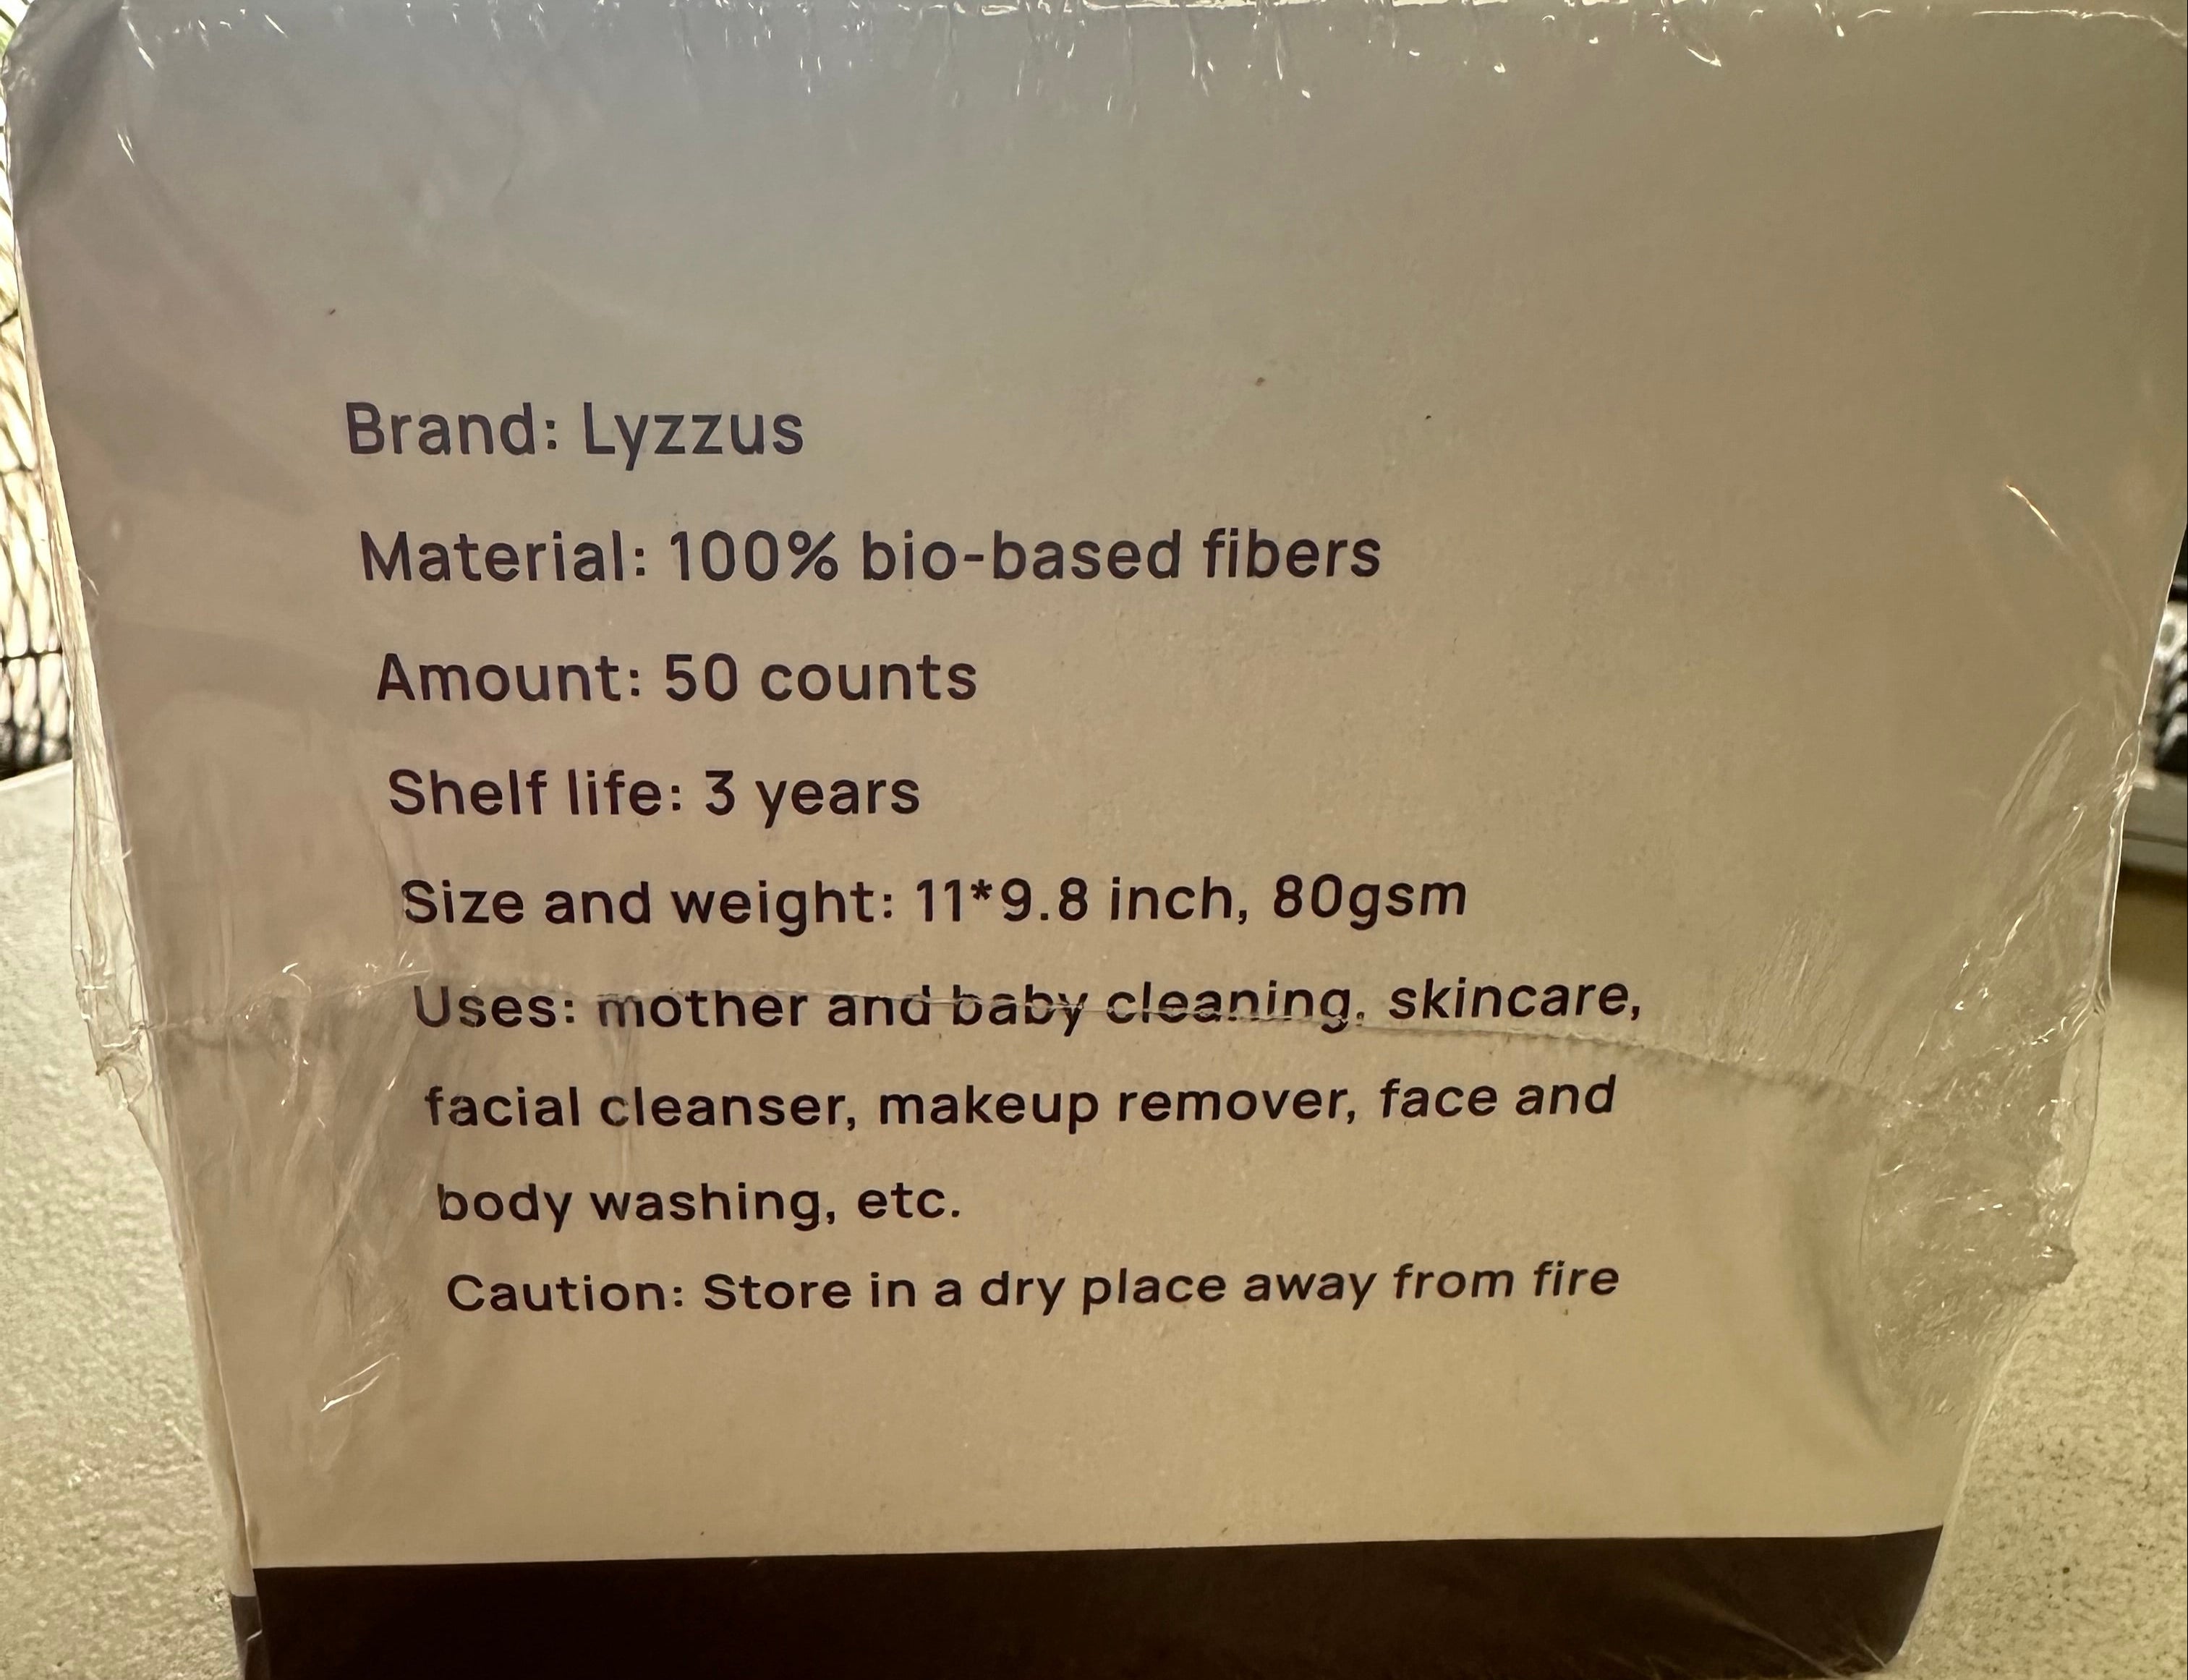 Brand: Lyzzus
Material: 100% bio-based fibers
Amount: 50 counts
Shelf life: 3 years
Size and weight: 11*9.8 inch, 80gsm
Uses: mother and baby cleaning, skincare,
facial cleanser, makeup remover, face and
body washing, etc.
Caution: Store in a dry place away from fire